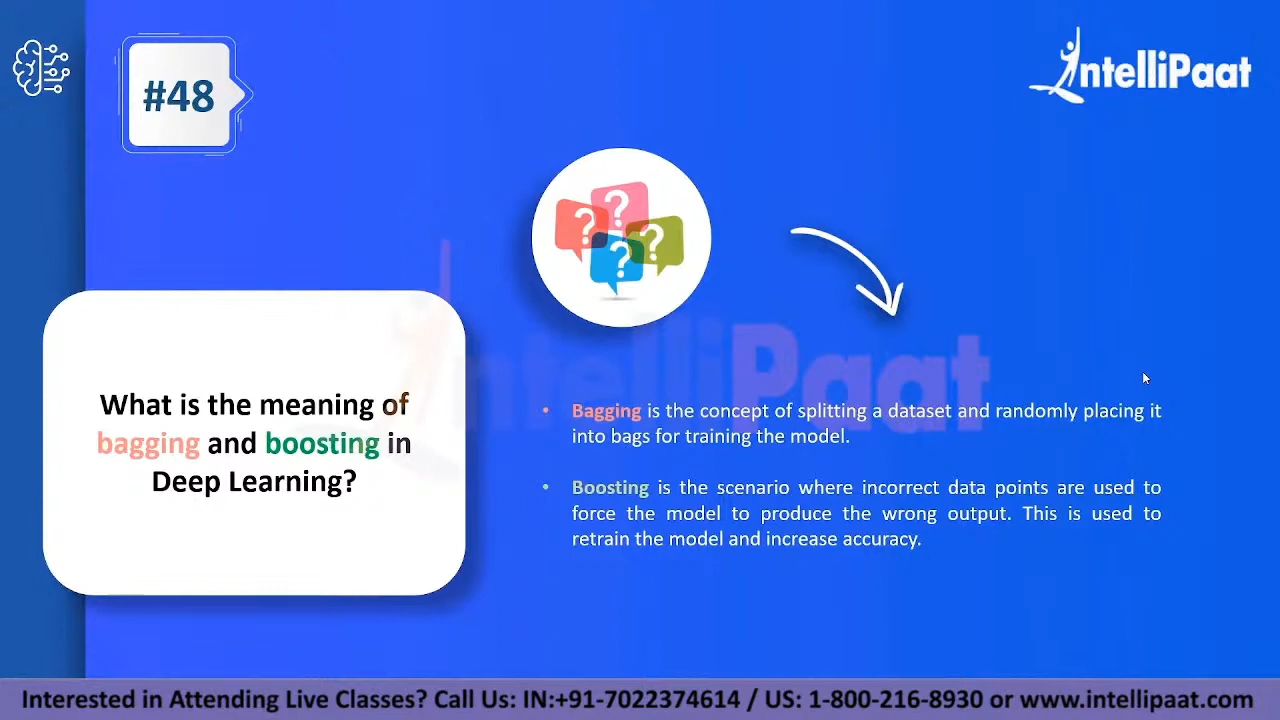 #48
IntelliPaat
What is the meaning of
bagging and boosting in
Deep Learning?
IntelliPaat
• Bagging is the concept of splitting a dataset and randomly placing it
into bags for training the model.
• Boosting is the scenario where incorrect data points are used to
force the model to produce the wrong output. This is used to
retrain the model and increase accuracy.
Interested in Attending Live Classes? Call Us: IN:+91-7022374614 / US: 1-800-216-8930 or www.intellipaat.com